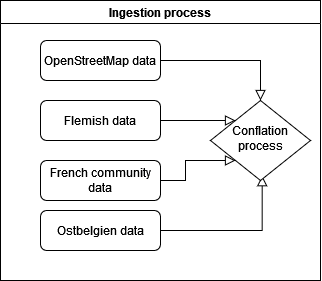 Ingestion process
OpenStreetMap data
Flemish data
Conflation
process
French community
data
Ostbelgien data